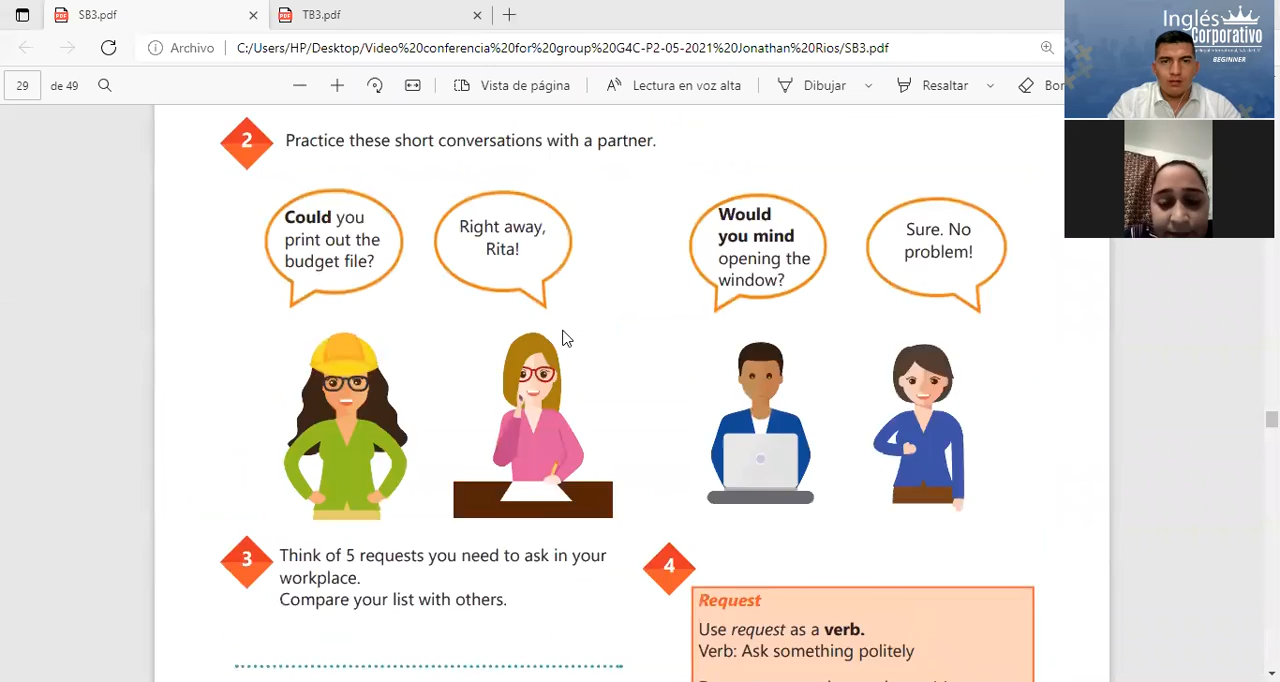 SB3.pdf
TB3.pdf
Archivo
C:/Users/HP/Desktop/Video%20conferencia%20for%20group%20G4C-P2-05-2021%20Jonathan%20Rios/SB3.pdf
29
de 49
Vista de página
Lectura en voz alta
Dibujar
Resaltar
Bor
Inglés
Corporativo
BEGINNER
2
Practice these short conversations with a partner.
Could you
print out the
budget file?
Right away,
Rita!
Would
you mind
opening the
window?
Sure. No
problem!
3
Think of 5 requests you need to ask in your
workplace.
Compare your list with others.
4
Request
Use request as a verb.
Verb: Ask something politely